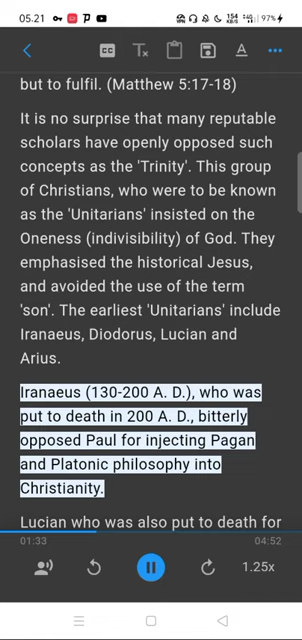 05.21
154
KB/S
4G
97%
CC
A
but to fulfil. (Matthew 5:17-18)
It is no surprise that many reputable
scholars have openly opposed such
concepts as the 'Trinity'. This group
of Christians, who were to be known
as the 'Unitarians' insisted on the
Oneness (indivisibility) of God. They
emphasised the historical Jesus,
and avoided the use of the term
'son'. The earliest 'Unitarians' include
Iranaeus, Diodorus, Lucian and
Arius.
Iranaeus (130-200 A. D.), who was
put to death in 200 A. D., bitterly
opposed Paul for injecting Pagan
and Platonic philosophy into
Christianity.
Lucian who was also put to death for
01:33 04:52
1.25x